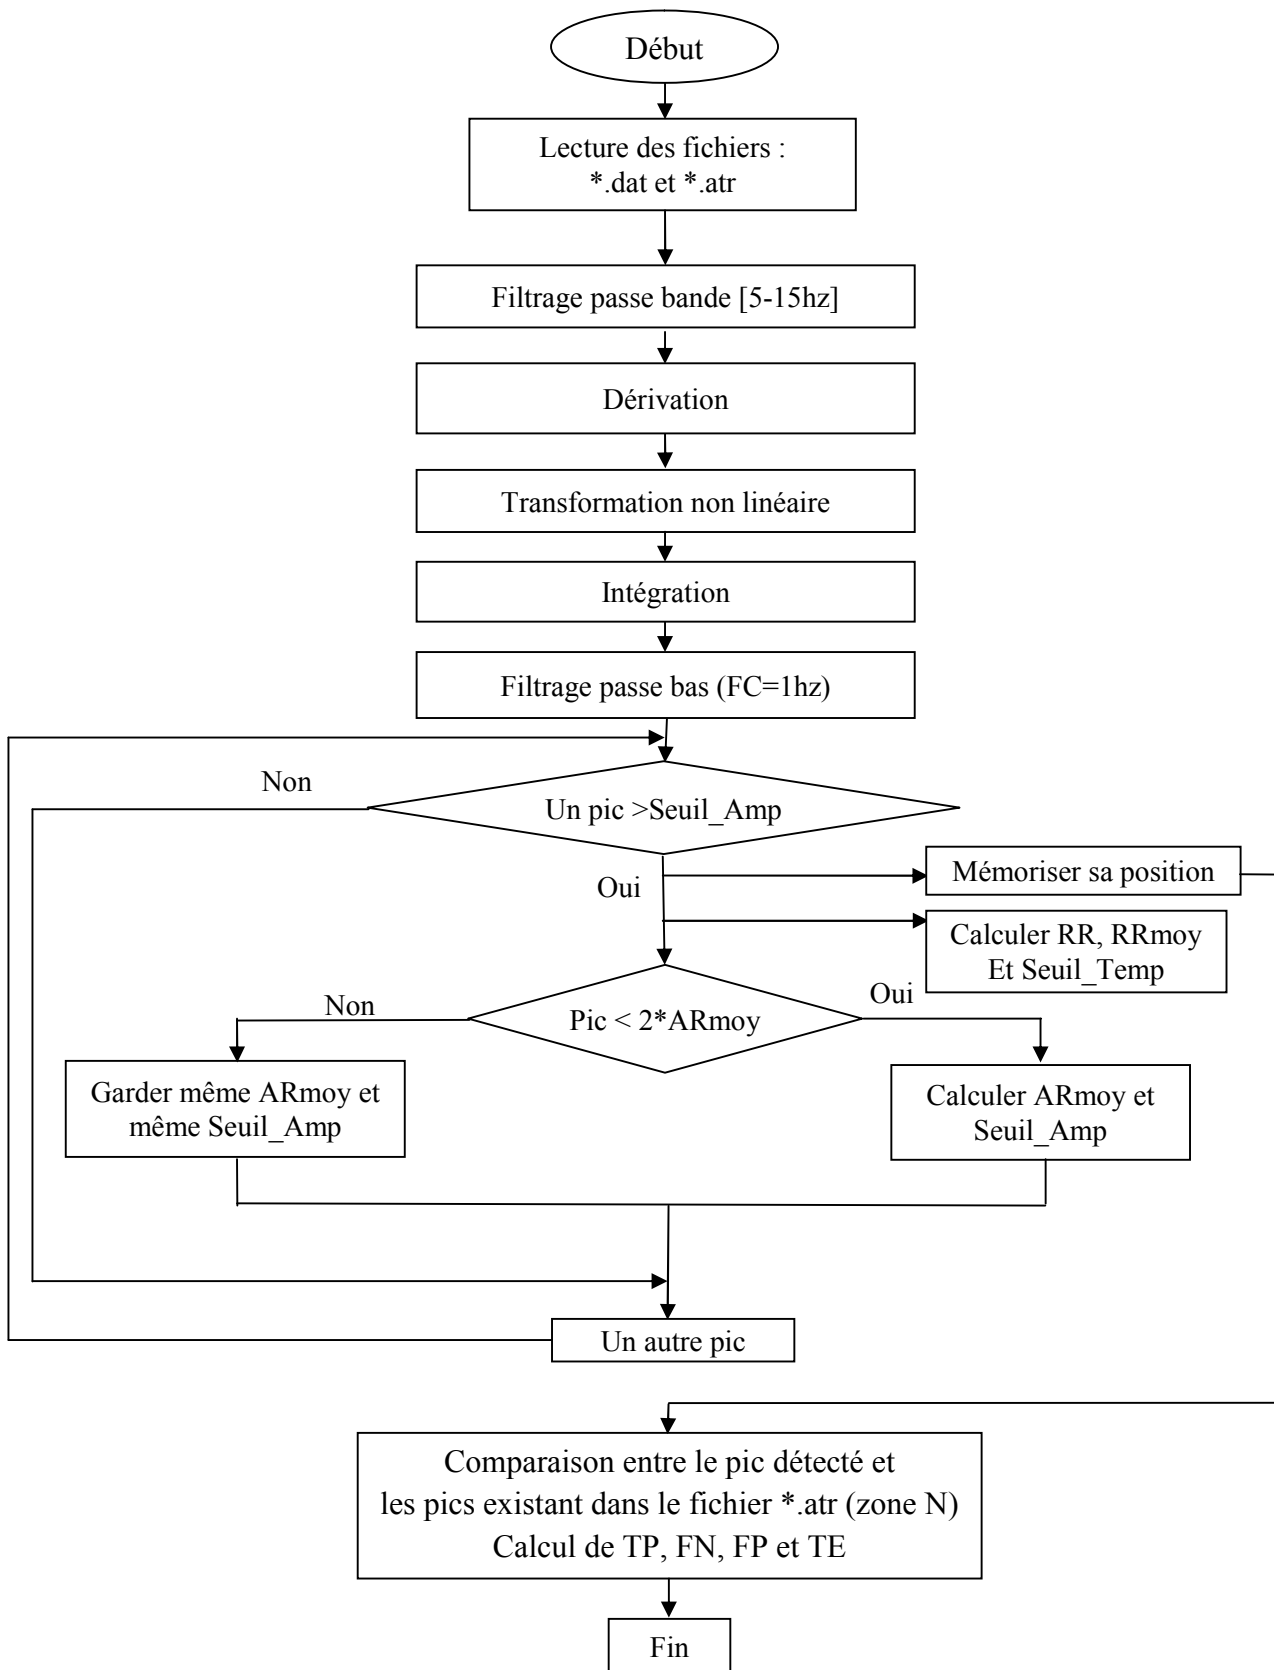 Début
Lecture des fichiers :
*.dat et *.atr
Filtrage passe bande [5-15hz]
Dérivation
Transformation non linéaire
Intégration
Filtrage passe bas (FC=1hz)
Non
Un pic >Seuil_Amp
Oui
Mémoriser sa position
Calculer RR, RRmoy
Et Seuil_Temp
Non
Pic < 2*ARmoy
Oui
Garder même ARmoy et
même Seuil_Amp
Calculer ARmoy et
Seuil_Amp
Un autre pic
Comparaison entre le pic détecté et
les pics existant dans le fichier *.atr (zone N)
Calcul de TP, FN, FP et TE
Fin